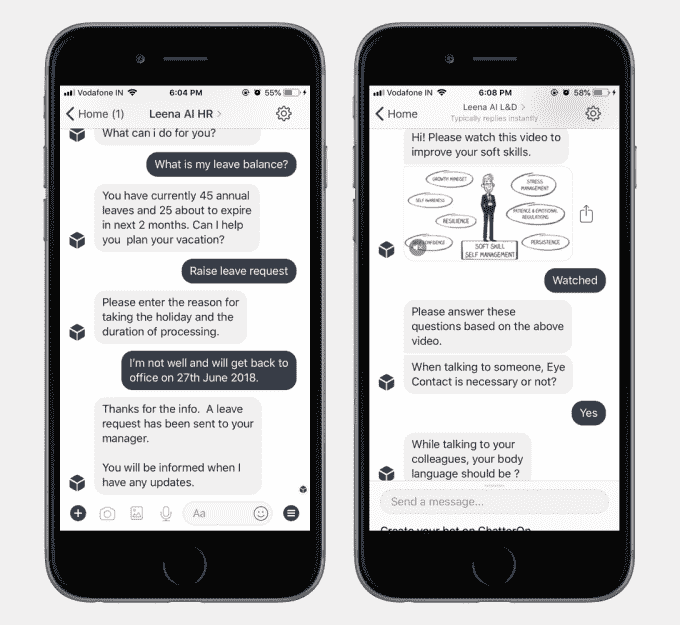 Vodafone IN
6:04 PM
55%
Home (1)
Leena AI HR
What can i do for you?
What is my leave balance?
You have currently 45 annual
leaves and 25 about to expire
in next 2 months. Can I help
you plan your vacation?
Raise leave request
Please enter the reason for
taking the holiday and the
duration of processing.
I'm not well and will get back to
office on 27th June 2018.
Thanks for the info. A leave
request has been sent to your
manager.
You will be informed when I
have any updates.
Aa
Vodafone IN
6:08 PM
58%
Home
Leena AI L&D
Typically replies instantly
Hi! Please watch this video to
improve your soft skills.
GROWTH MINDSET
STRESS
MANAGEMENT
SELF AWARENESS
PATIENCE & EMOTIONAL
REGULATIONS
RESILIENCE
PERSISTENCE
SOFT SKILL
SELF MANAGEMENT
Watched
Please answer these
questions based on the above
video.
When talking to someone, Eye
Contact is necessary or not?
Yes
While talking to your
colleagues, your body
language should be ?
Send a message...
Create your bot on ChatterOn